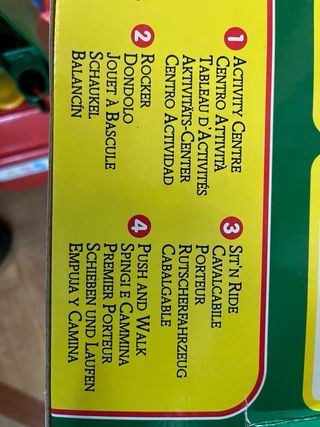 1 ACTIVITY CENTRE
CENTRO ATTIVITÀ
TABLEAU D'ACTIVITÉS
AKTIVITÄTS-CENTER
CENTRO ACTIVIDAD
2 ROCKER
DONDOLO
JOUET À BASCULE
SCHAUKEL
BALANCÍN
3 SIT'N RIDE
CAVALCABILE
PORTEUR
RUTSCHERFAHRZEUG
CABALGABLE
4 PUSH AND WALK
SPINGI E CAMMINA
PREMIER PORTEUR
SCHIEBEN UND LAUFEN
EMPUJA Y CAMINA